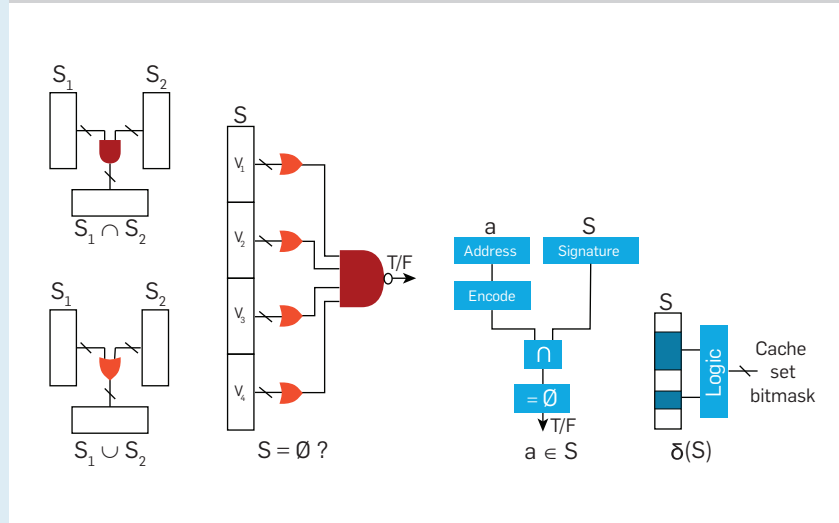 S₁ S₂
S₁ ∩ S₂
S₁ S₂
S₁ ∪ S₂
S
V₁
V₂
V₃
V₄
T/F
S = Ø ?
a S
Address Signature
Encode
∩
= Ø
T/F
a ∈ S
S
Logic
Cache
set
bitmask
δ(S)